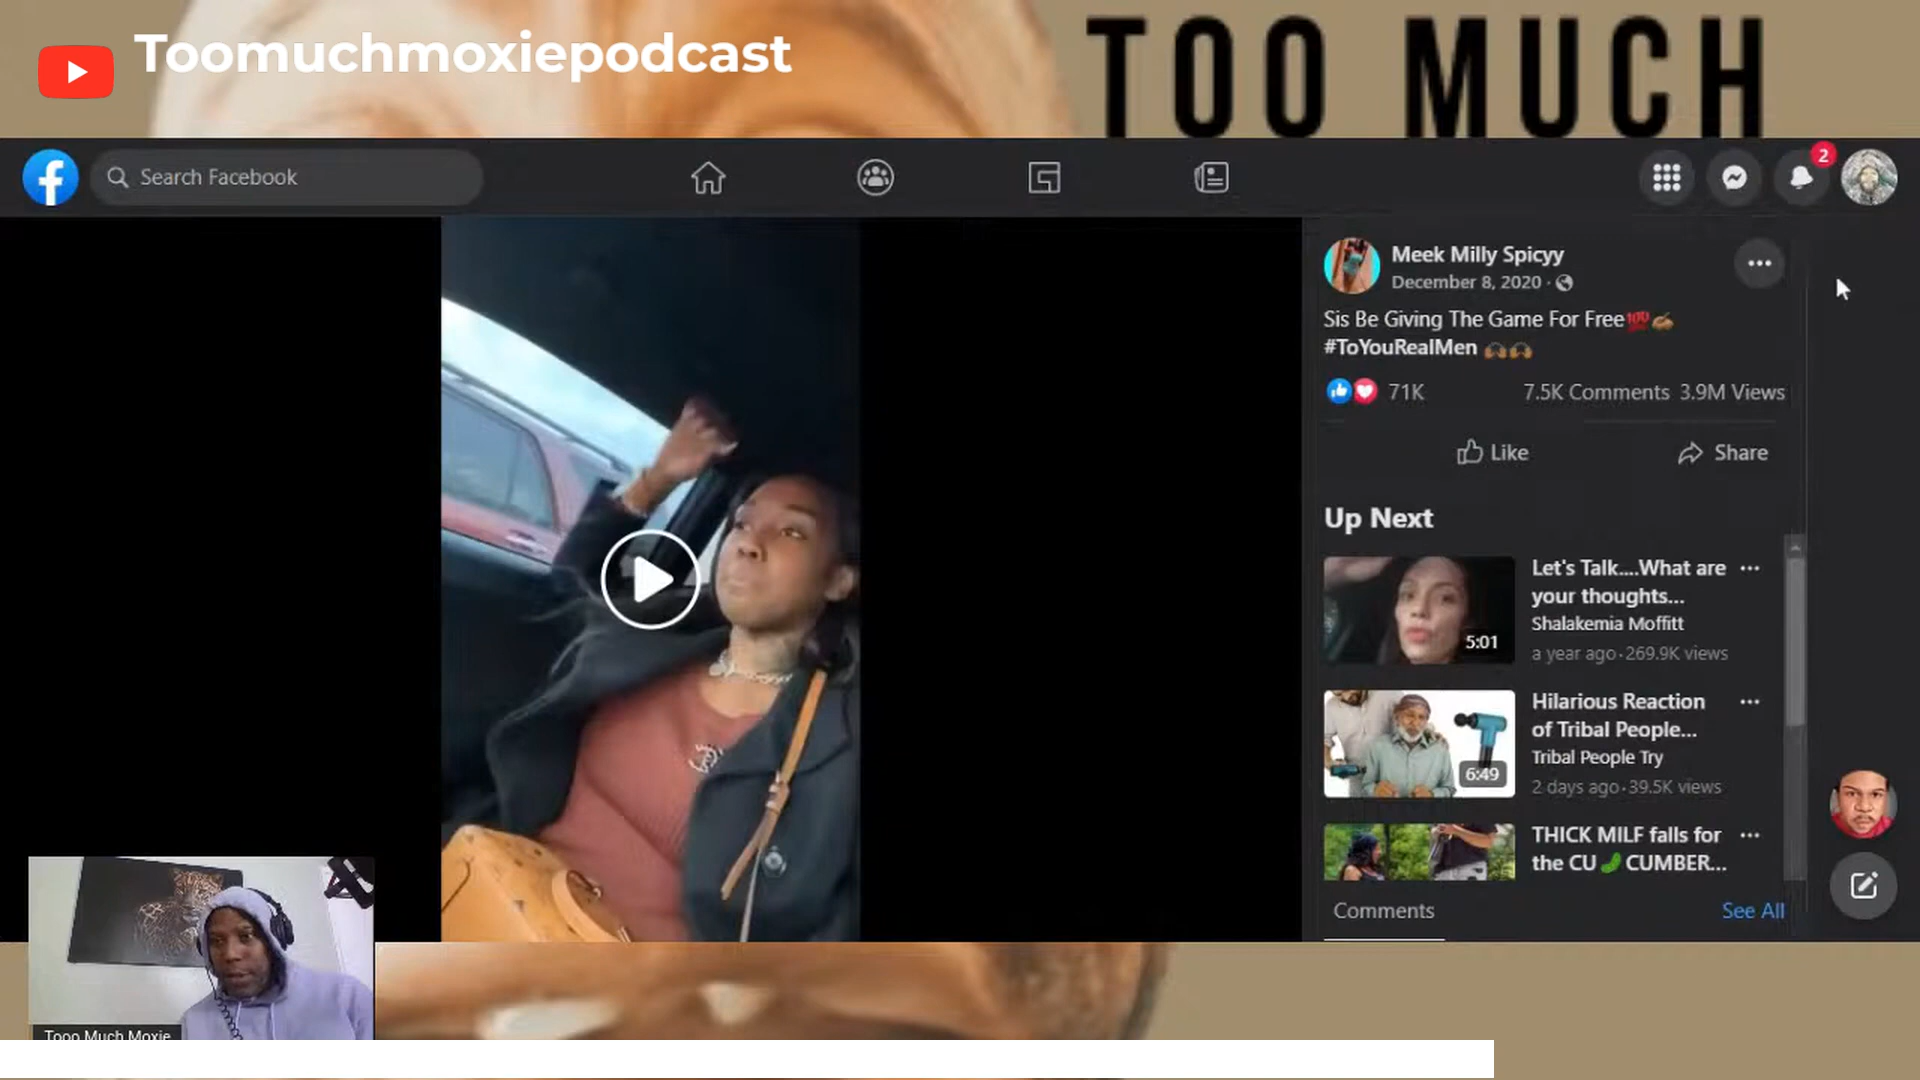 Toomuchmoxiepodcast
TOO MUCH
Search Facebook
2
Meek Milly Spicyy
December 8, 2020 ·
Sis Be Giving The Game For Free💯
#ToYouRealMen
71K
7.5K Comments 3.9M Views
Like
Share
Up Next
Let's Talk....What are
your thoughts...
Shalakemia Moffitt
a year ago · 269.9K views
5:01
Hilarious Reaction
of Tribal People...
Tribal People Try
2 days ago · 39.5K views
6:49
THICK MILF falls for
the CU🥒CUMBER...
Comments
See All
Tooo Much Moxie